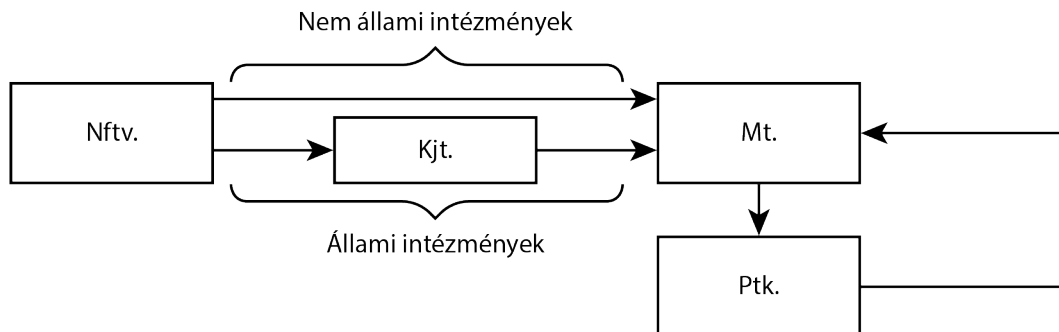 Nem állami intézmények
Nftv.
Kjt.
Mt.
Állami intézmények
Ptk.